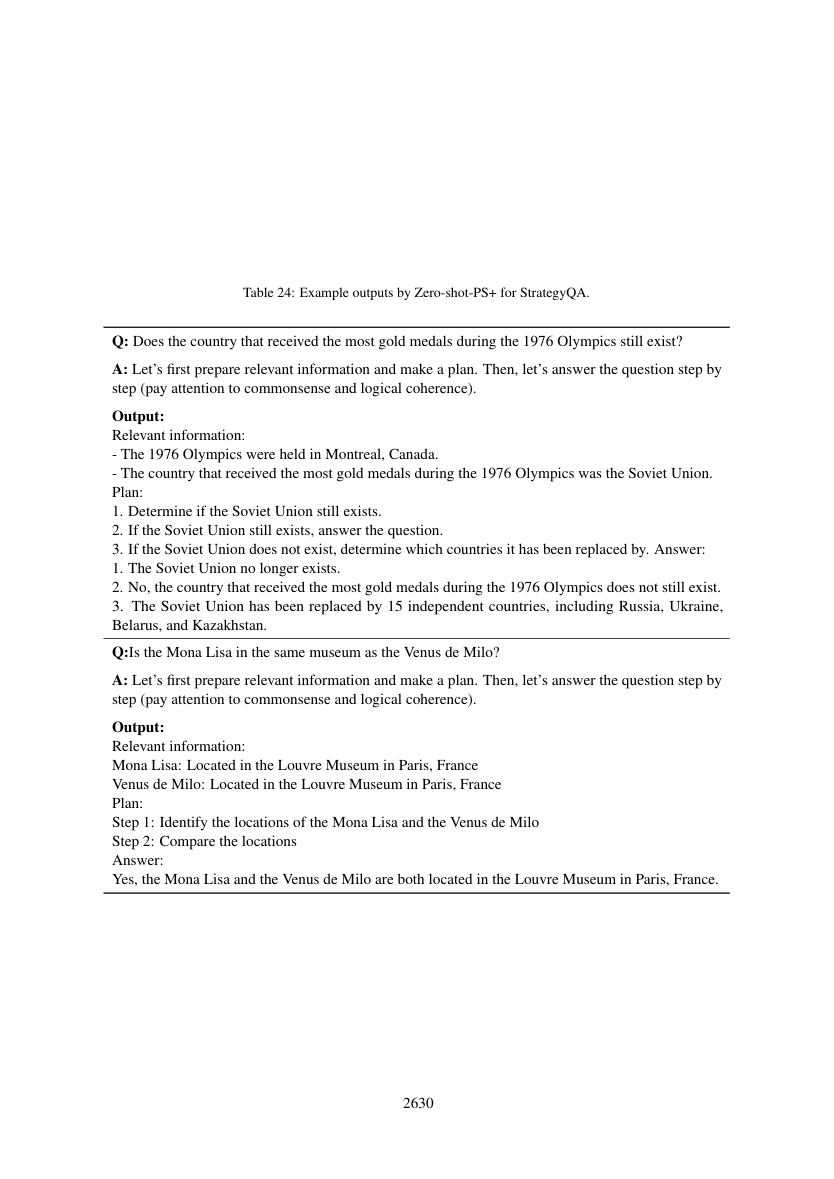 Table 24: Example outputs by Zero-shot-PS+ for StrategyQA.
Q: Does the country that received the most gold medals during the 1976 Olympics still exist?
A: Let’s first prepare relevant information and make a plan. Then, let’s answer the question step by
step (pay attention to commonsense and logical coherence).
Output:
Relevant information:
- The 1976 Olympics were held in Montreal, Canada.
- The country that received the most gold medals during the 1976 Olympics was the Soviet Union.
Plan:
1. Determine if the Soviet Union still exists.
2. If the Soviet Union still exists, answer the question.
3. If the Soviet Union does not exist, determine which countries it has been replaced by. Answer:
1. The Soviet Union no longer exists.
2. No, the country that received the most gold medals during the 1976 Olympics does not still exist.
3. The Soviet Union has been replaced by 15 independent countries, including Russia, Ukraine,
Belarus, and Kazakhstan.
Q:Is the Mona Lisa in the same museum as the Venus de Milo?
A: Let’s first prepare relevant information and make a plan. Then, let’s answer the question step by
step (pay attention to commonsense and logical coherence).
Output:
Relevant information:
Mona Lisa: Located in the Louvre Museum in Paris, France
Venus de Milo: Located in the Louvre Museum in Paris, France
Plan:
Step 1: Identify the locations of the Mona Lisa and the Venus de Milo
Step 2: Compare the locations
Answer:
Yes, the Mona Lisa and the Venus de Milo are both located in the Louvre Museum in Paris, France.
2630